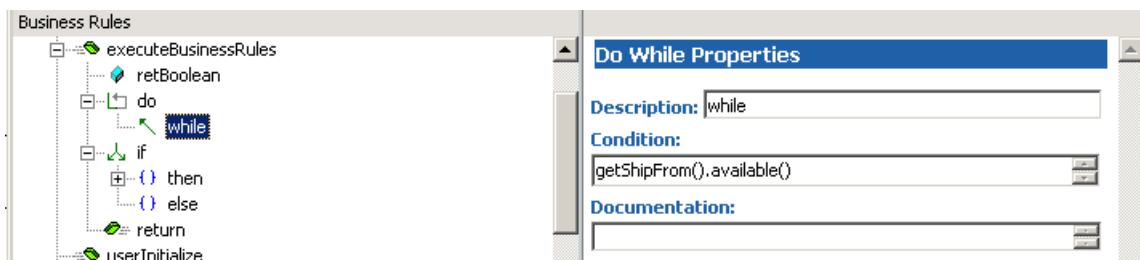 Business Rules
executeBusinessRules
retBoolean
do
while
if
{ } then
{ } else
return
userInitialize
Do While Properties
Description: while
Condition:
getShipFrom().available()
Documentation: